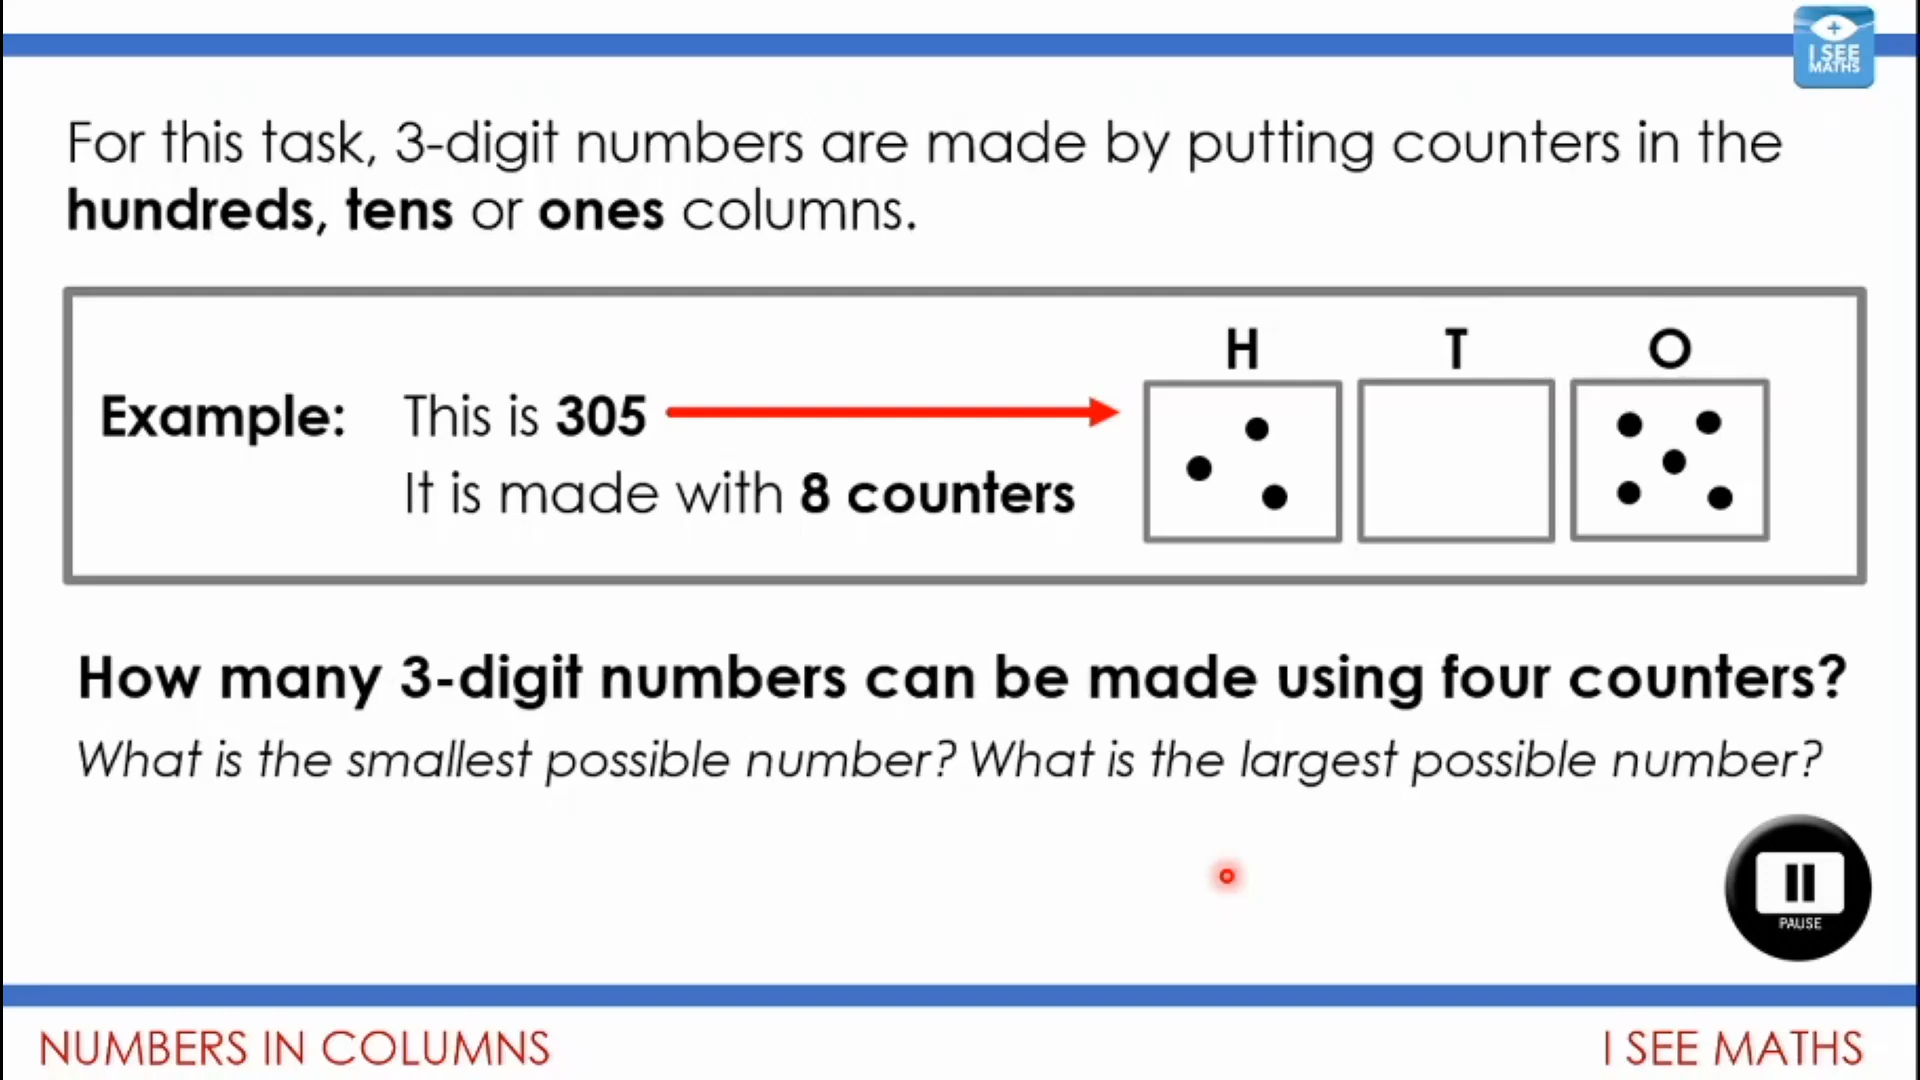 I SEE
MATHS
For this task, 3-digit numbers are made by putting counters in the
hundreds, tens or ones columns.
H T O
Example: This is 305
It is made with 8 counters
How many 3-digit numbers can be made using four counters?
What is the smallest possible number? What is the largest possible number?
PAUSE
NUMBERS IN COLUMNS
I SEE MATHS